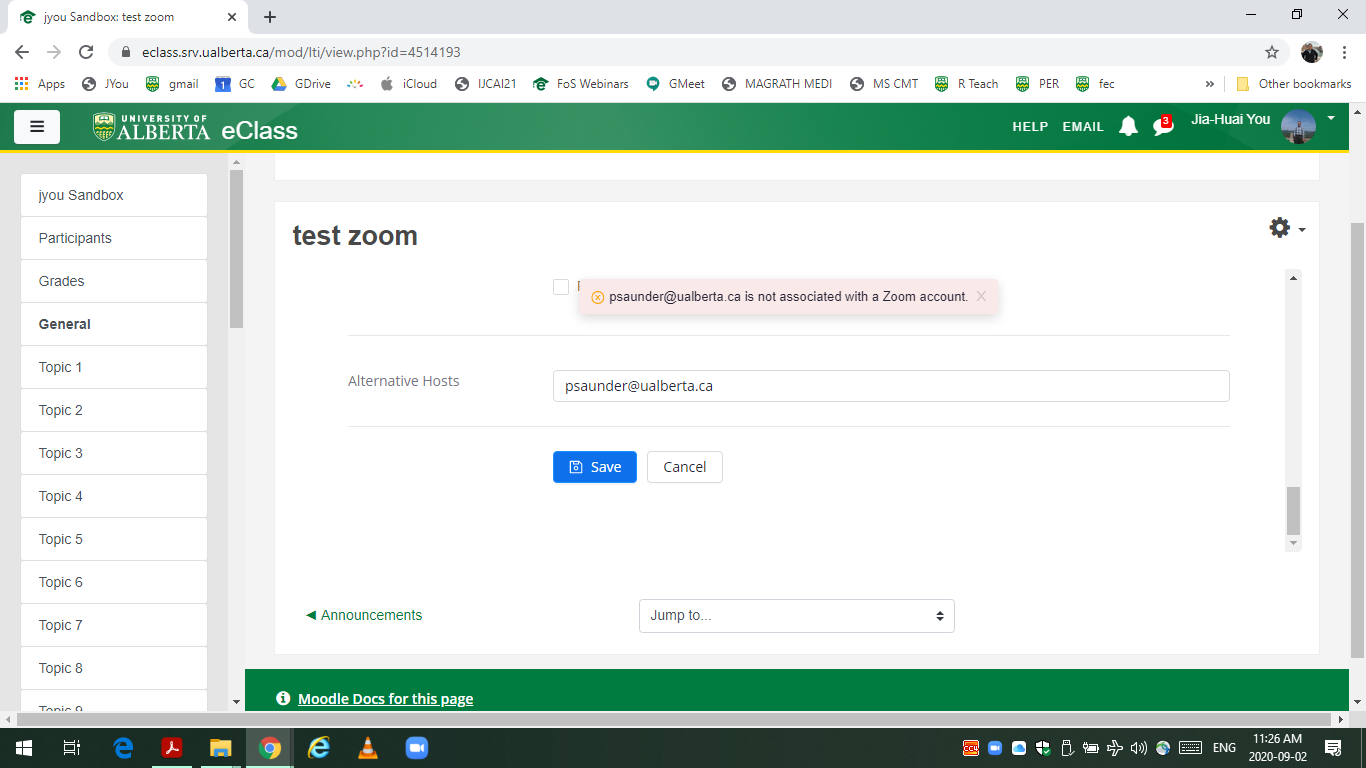 jyou Sandbox: test zoom
eclass.srv.ualberta.ca/mod/lti/view.php?id=4514193
Apps JYou gmail 1 GC GDrive iCloud IJCAI21 FoS Webinars GMeet MAGRATH MEDI MS CMT R Teach PER fec » Other bookmarks
UNIVERSITY OF
ALBERTA eClass
HELP EMAIL 3 Jia-Huai You
jyou Sandbox
Participants
Grades
General
Topic 1
Topic 2
Topic 3
Topic 4
Topic 5
Topic 6
Topic 7
Topic 8
Topic 9
test zoom
psaunder@ualberta.ca is not associated with a Zoom account.
Alternative Hosts psaunder@ualberta.ca
Save Cancel
◄ Announcements Jump to...
Moodle Docs for this page
ENG
11:26 AM
2020-09-02